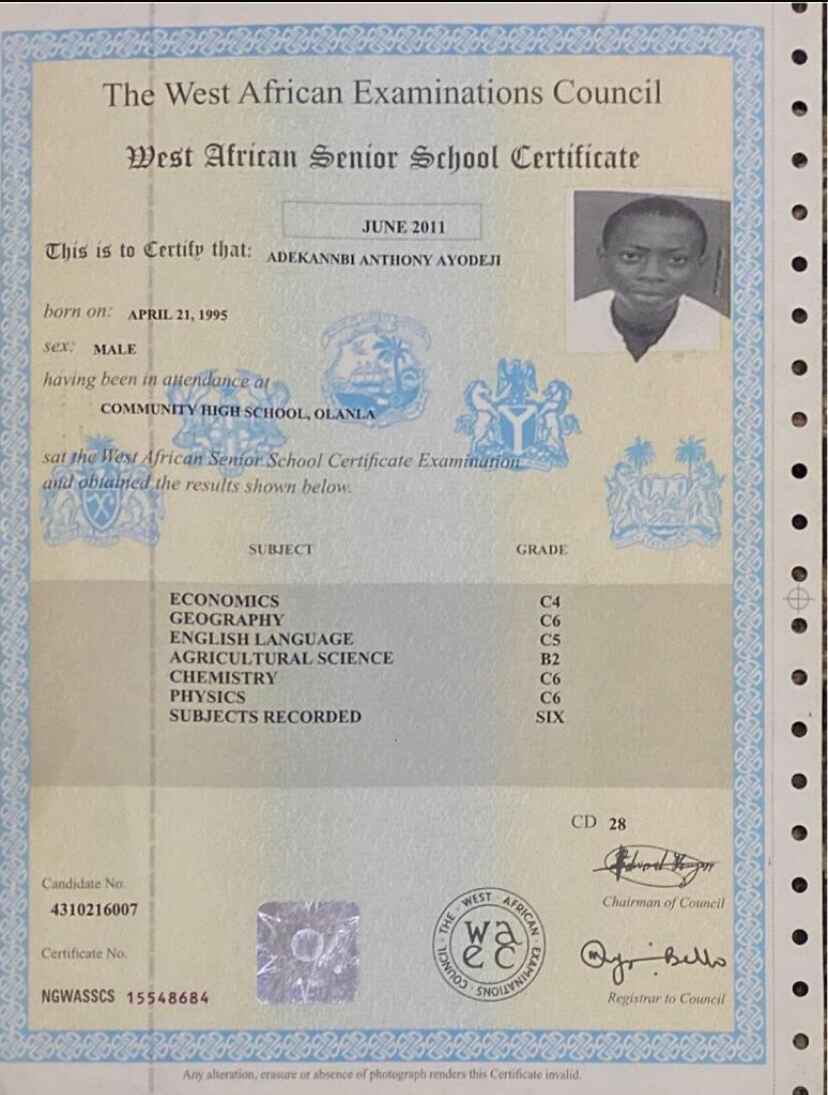 The West African Examinations Council
West African Senior School Certificate
JUNE 2011
This is to Certify that: ADEKANNBI ANTHONY AYODEJI
born on: APRIL 21, 1995
sex: MALE
having been in attendance at
COMMUNITY HIGH SCHOOL, OLANLA
sat the West African Senior School Certificate Examination
and obtained the results shown below.
SUBJECT GRADE
ECONOMICS C4
GEOGRAPHY C6
ENGLISH LANGUAGE C5
AGRICULTURAL SCIENCE B2
CHEMISTRY C6
PHYSICS C6
SUBJECTS RECORDED SIX
CD 28
Chairman of Council
Candidate No.
4310216007
Certificate No.
NGWASSCS 15548684
THE · WEST · AFRICAN · EXAMINATIONS · COUNCIL ·
wa
ec
Bello
Registrar to Council
Any alteration, erasure or absence of photograph renders this Certificate invalid.